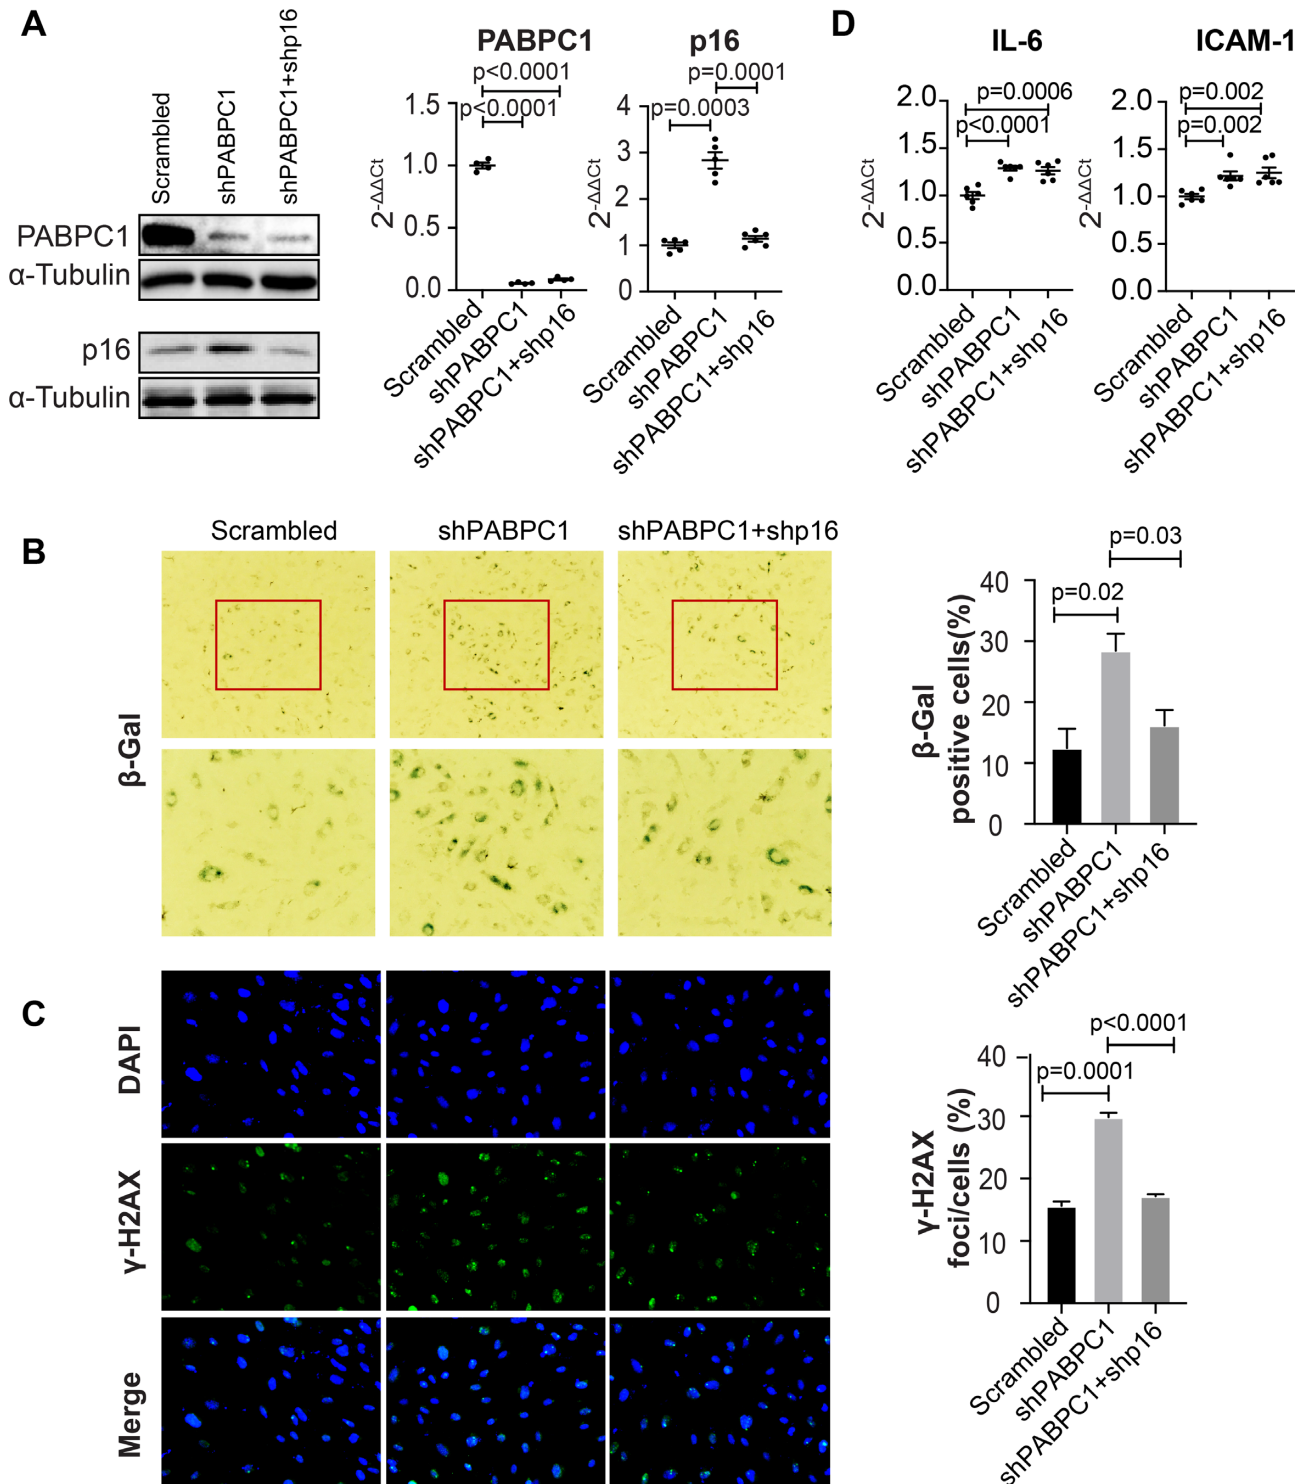 A
Scrambled
shPABPC1
shPABPC1+shp16
PABPC1
α-Tubulin
p16
α-Tubulin
PABPC1
p<0.0001
p<0.0001
2-ΔΔCt
1.5
1.0
0.5
0.0
Scrambled
shPABPC1
shPABPC1+shp16
p16
p=0.0001
p=0.0003
2-ΔΔCt
4
3
2
1
0
Scrambled
shPABPC1
shPABPC1+shp16
D
IL-6
p=0.0006
p<0.0001
2-ΔΔCt
2.0
1.5
1.0
0.5
0.0
Scrambled
shPABPC1
shPABPC1+shp16
ICAM-1
p=0.002
p=0.002
2-ΔΔCt
2.0
1.5
1.0
0.5
0.0
Scrambled
shPABPC1
shPABPC1+shp16
B
Scrambled
shPABPC1
shPABPC1+shp16
β-Gal
p=0.03
p=0.02
β-Gal
positive cells(%)
40
30
20
10
0
Scrambled
shPABPC1
shPABPC1+shp16
C
DAPI
γ-H2AX
Merge
p<0.0001
p=0.0001
γ-H2AX
foci/cells (%)
40
30
20
10
0
Scrambled
shPABPC1
shPABPC1+shp16